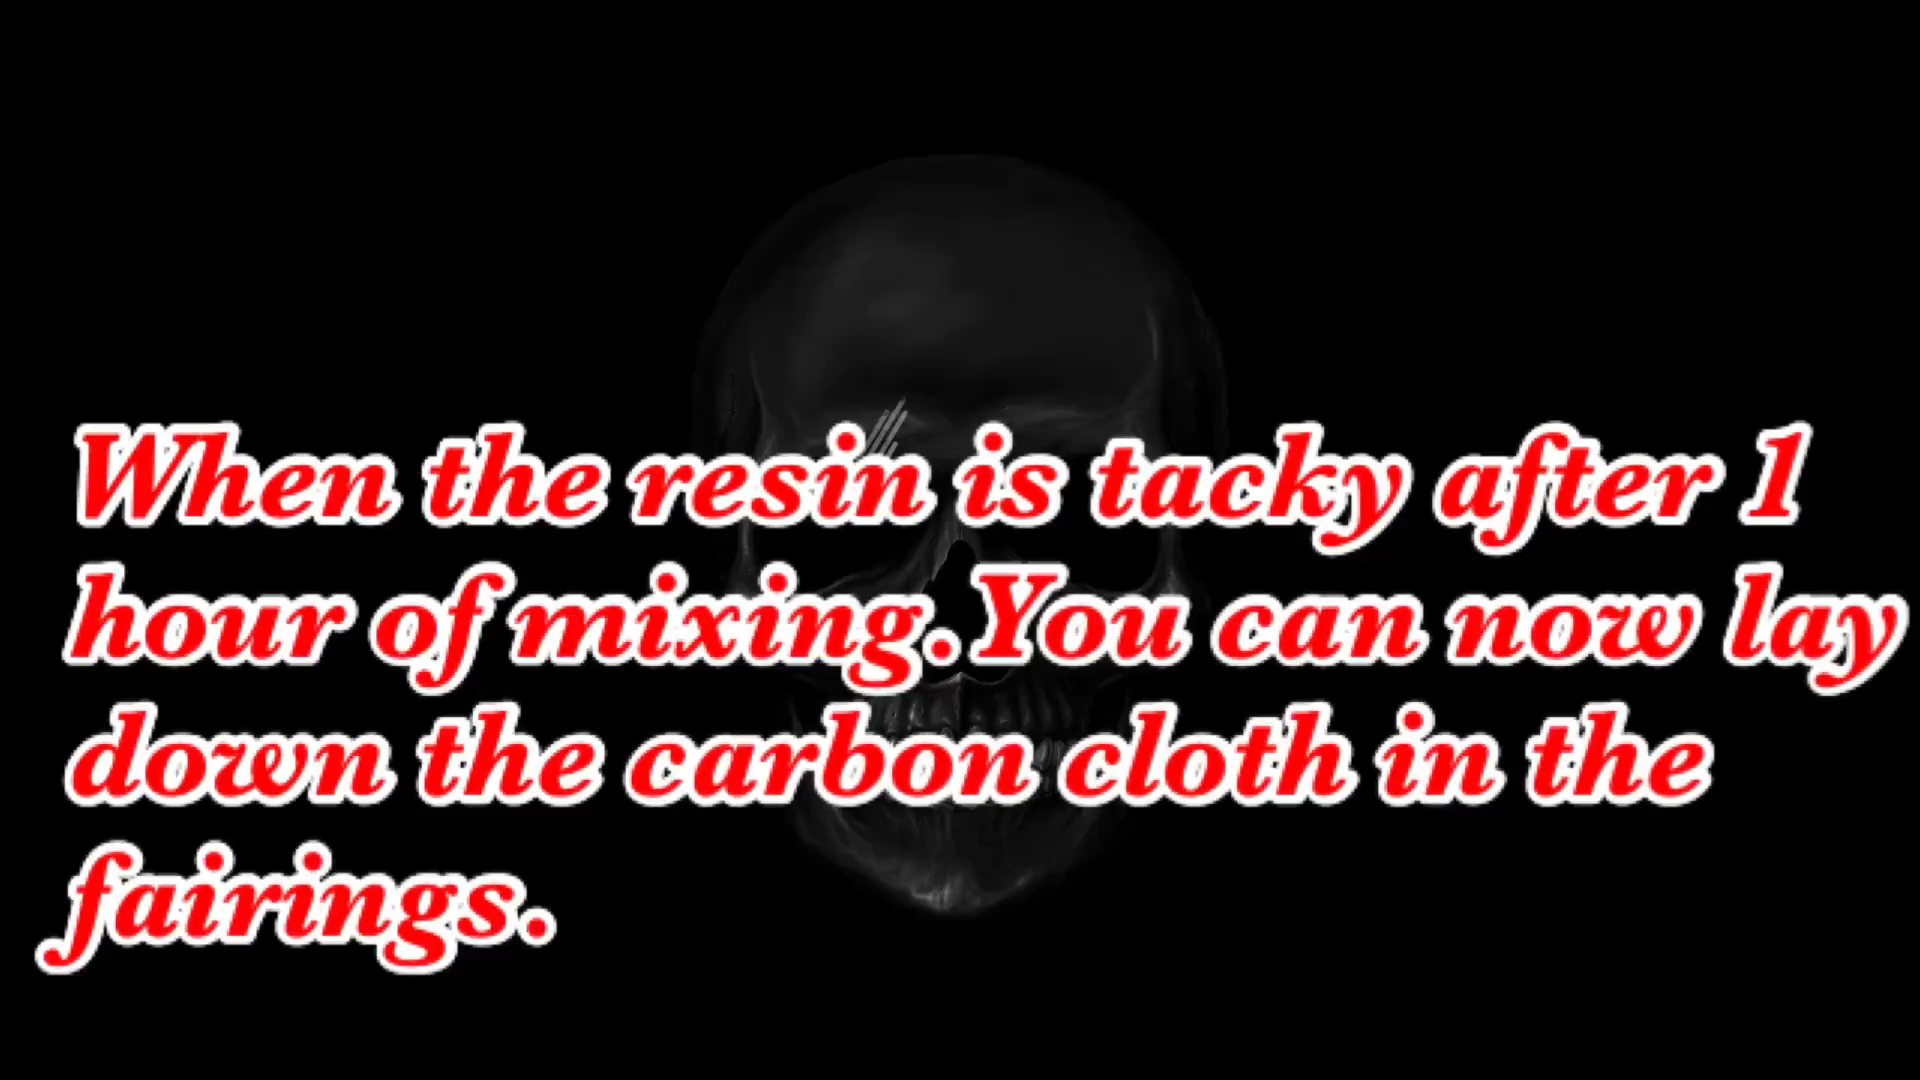 When the resin is tacky after 1
hour of mixing.You can now lay
down the carbon cloth in the
fairings.